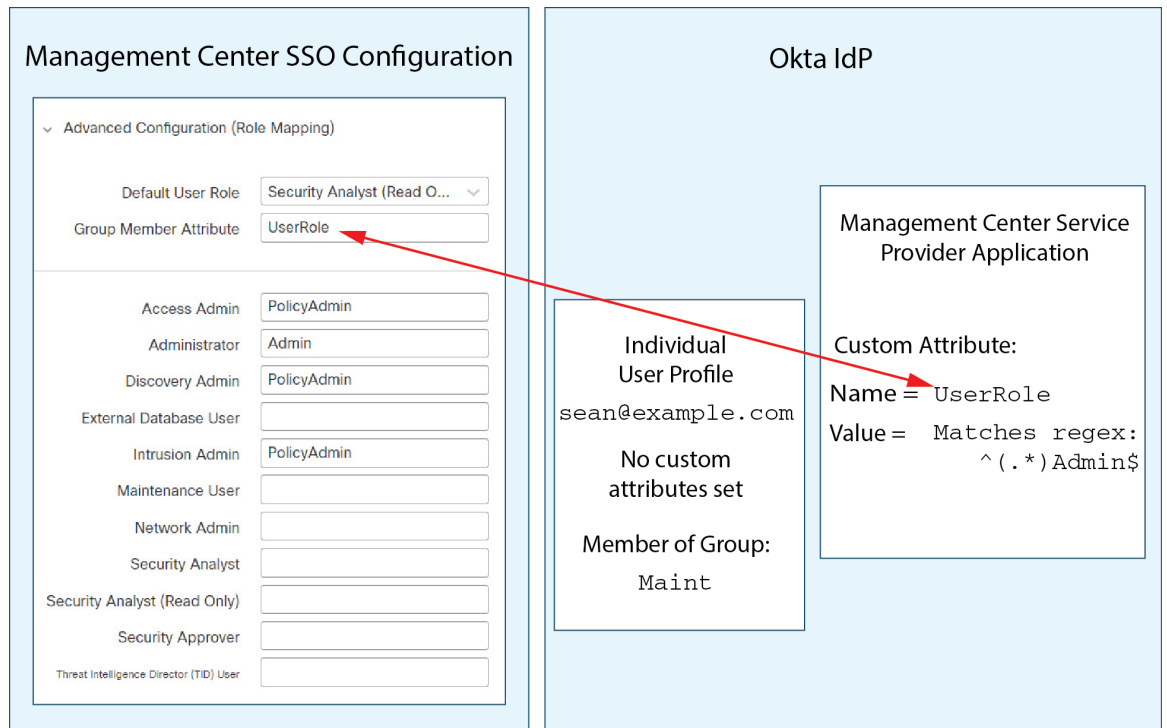 Management Center SSO Configuration
Advanced Configuration (Role Mapping)
Default User Role
Security Analyst (Read O...
Group Member Attribute
UserRole
Access Admin
PolicyAdmin
Administrator
Admin
Discovery Admin
PolicyAdmin
External Database User
Intrusion Admin
PolicyAdmin
Maintenance User
Network Admin
Security Analyst
Security Analyst (Read Only)
Security Approver
Threat Intelligence Director (TID) User
Okta IdP
Individual
User Profile
sean@example.com
No custom
attributes set
Member of Group:
Maint
Management Center Service
Provider Application
Custom Attribute:
Name = UserRole
Value = Matches regex:
^(.*)Admin$